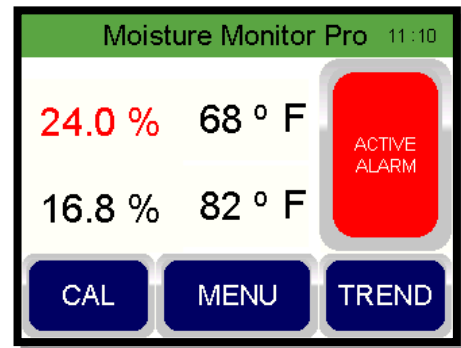 Moisture Monitor Pro 11:10
24.0 % 68 º F
ACTIVE
ALARM
16.8 % 82 º F
CAL MENU TREND